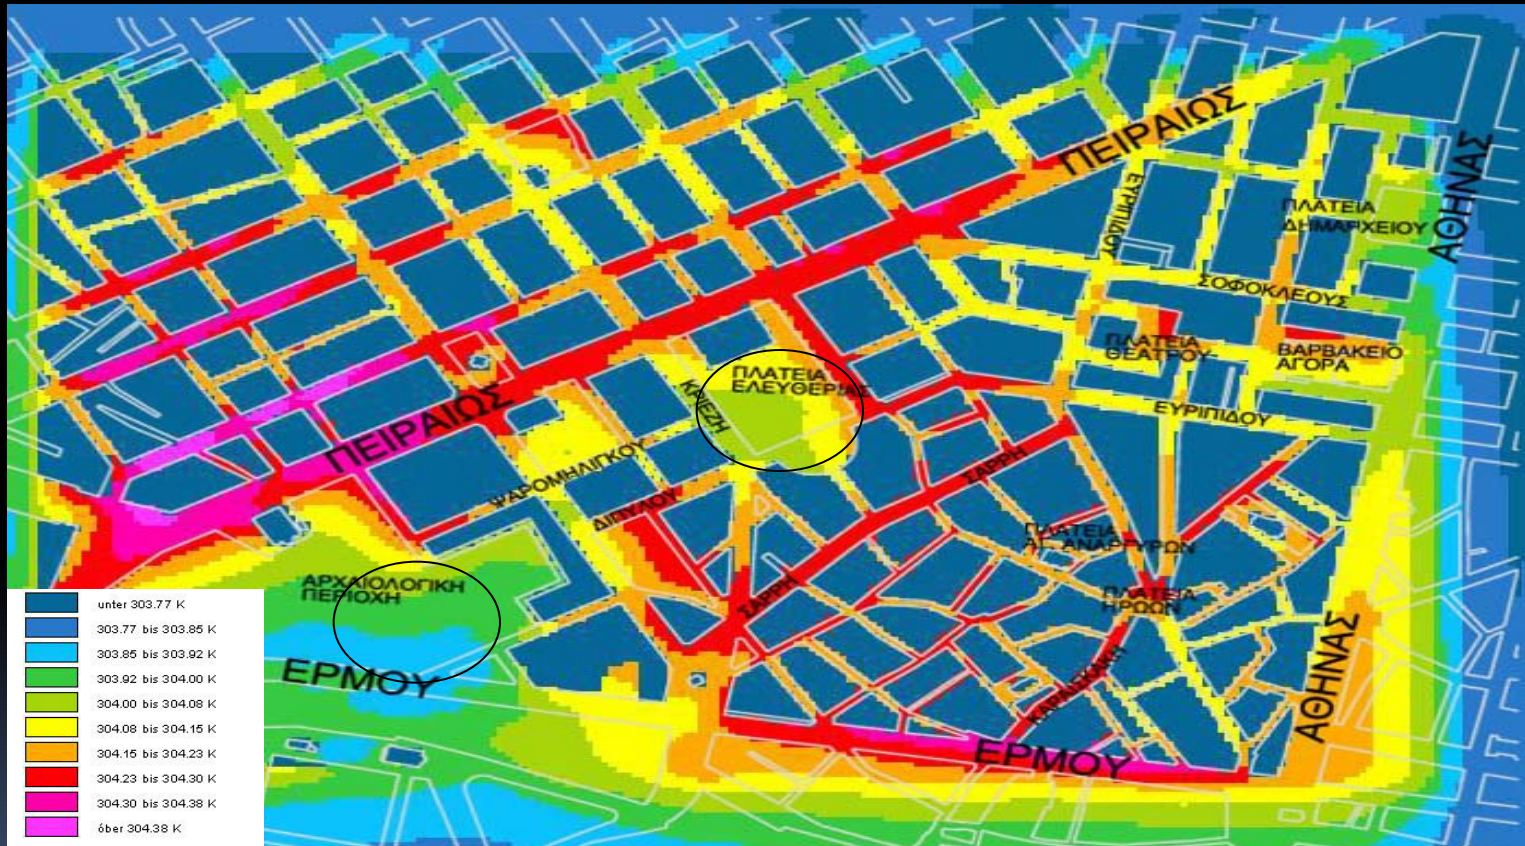 ΠΕΙΡΑΙΩΣ
ΑΘΗΝΑΣ
ΕΥΡΙΠΙΔΟΥ
ΠΛΑΤΕΙΑ
ΔΗΜΑΡΧΕΙΟΥ
ΣΟΦΟΚΛΕΟΥΣ
ΠΛΑΤΕΙΑ
ΘΕΑΤΡΟΥ
ΒΑΡΒΑΚΕΙΟ
ΑΓΟΡΑ
ΠΛΑΤΕΙΑ
ΕΛΕΥΘΕΡΙΑΣ
ΚΡΙΕΖΗ
ΕΥΡΙΠΙΔΟΥ
ΠΕΙΡΑΙΩΣ
ΨΑΡΟΜΗΛΙΓΚΟΥ
ΣΑΡΡΗ
ΔΙΠΥΛΟΥ
ΠΛΑΤΕΙΑ
ΑΓ. ΑΝΑΡΓΥΡΩΝ
ΑΡΧΑΙΟΛΟΓΙΚΗ
ΠΕΡΙΟΧΗ
ΣΑΡΡΗ
ΠΛΑΤΕΙΑ
ΗΡΩΩΝ
ΑΘΗΝΑΣ
ΕΡΜΟΥ
ΚΑΡΑΙΣΚΑΚΗ
ΕΡΜΟΥ
unter 303.77 K
303.77 bis 303.85 K
303.85 bis 303.92 K
303.92 bis 304.00 K
304.00 bis 304.08 K
304.08 bis 304.15 K
304.15 bis 304.23 K
304.23 bis 304.30 K
304.30 bis 304.38 K
óber 304.38 K